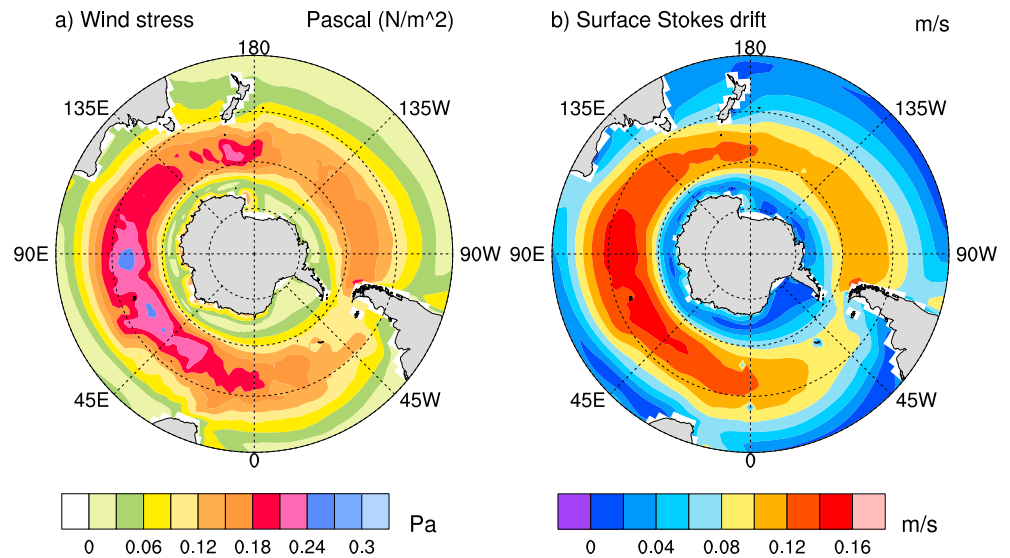 a) Wind stress Pascal (N/m^2)
180
135E 135W
90E 90W
45E 45W
0
0 0.06 0.12 0.18 0.24 0.3
Pa
b) Surface Stokes drift m/s
180
135E 135W
90E 90W
45E 45W
0
0 0.04 0.08 0.12 0.16
m/s